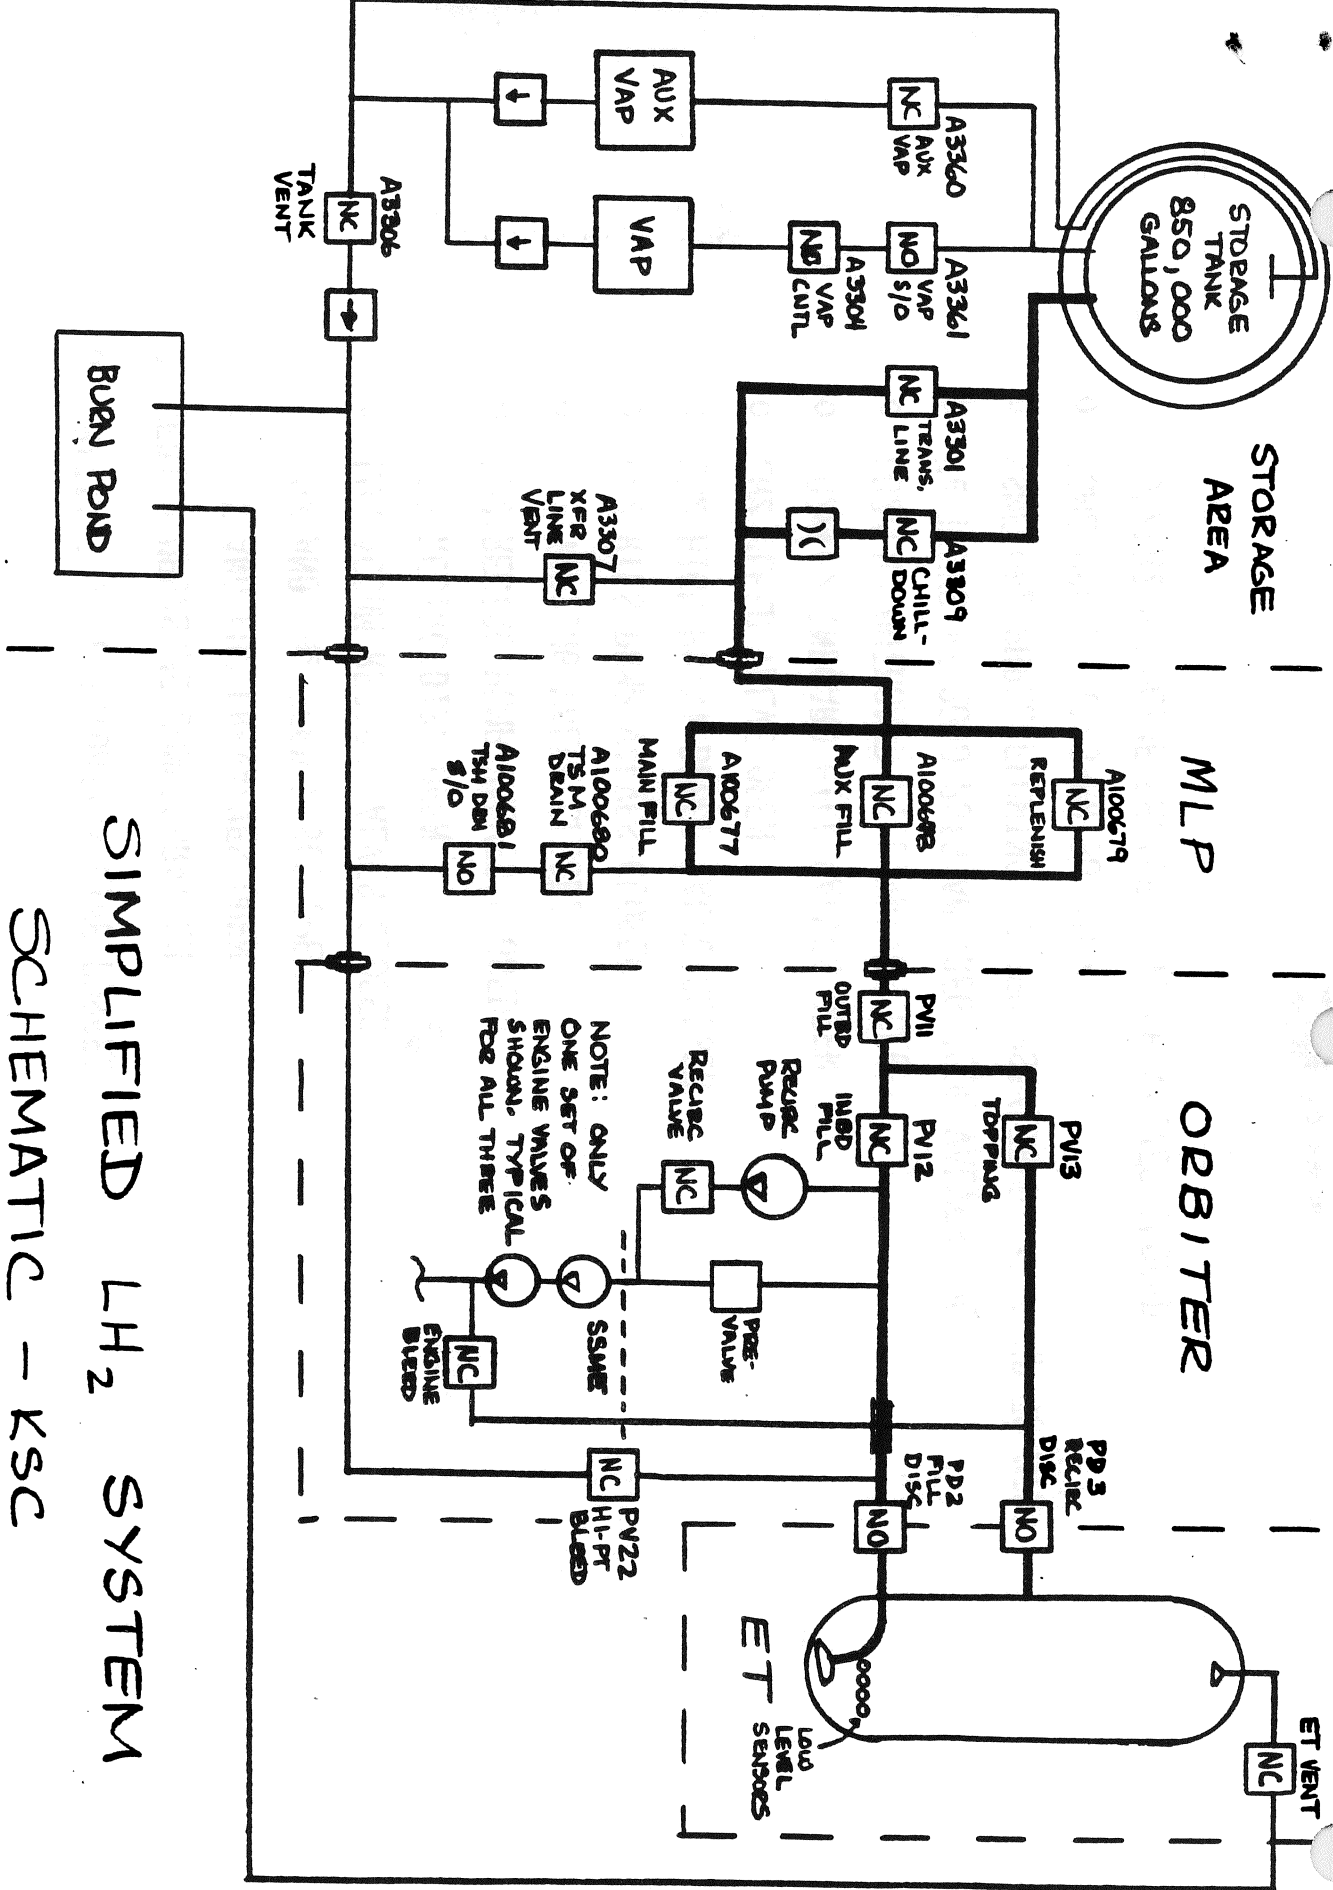 STORAGE
AREA
MLP
ORBITER
STORAGE
TANK
850,000
GALLONS
A3360
NC
AUX
VAP
AUX
VAP
A3361
NO
VAP
S/O
A3304
VAP
CNTL
VAP
A3306
NC
TANK
VENT
BURN POND
A3301
NC
TRANS.
LINE
A3309
NC
CHILL-
DOWN
A3307
XFR
LINE
VENT
NC
A100679
NC
REPLENISH
A100683
NC
AUX FILL
A100677
NC
MAIN FILL
A100680
TSM
DRAIN
NC
A100681
TSM DRN
S/O
NO
PV11
NC
OUTBD
FILL
PV13
NC
TOPPING
PV12
NC
INBD
FILL
RECIRC
PUMP
RECIRC
VALVE
NC
NOTE: ONLY
ONE SET OF
ENGINE VALVES
SHOWN. TYPICAL
FOR ALL THREE
PRE-
VALVE
SSME
NC
ENGINE
BLEED
PD3
RECIRC
DISC
NO
PD2
FILL
DISC
NO
NC
PV22
HI-PT
BLEED
ET
LOW
LEVEL
SENSORS
ET VENT
NC
SIMPLIFIED LH2 SYSTEM
SCHEMATIC - KSC